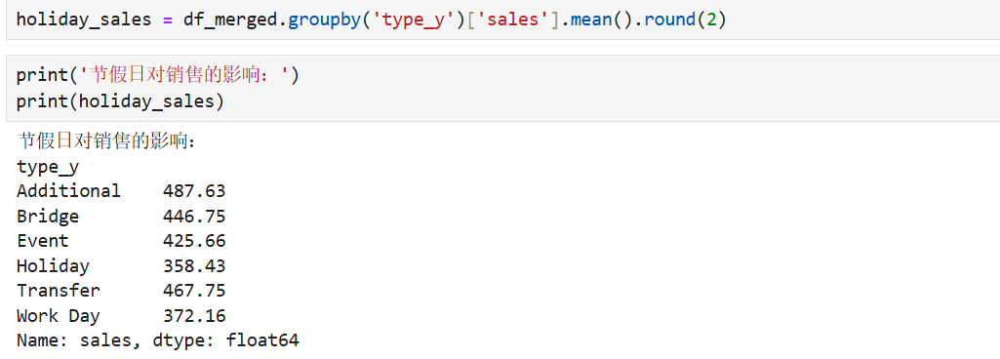 holiday_sales = df_merged.groupby('type_y')['sales'].mean().round(2)
print('节假日对销售的影响：')
print(holiday_sales)
节假日对销售的影响：
type_y
Additional    487.63
Bridge        446.75
Event         425.66
Holiday       358.43
Transfer      467.75
Work Day      372.16
Name: sales, dtype: float64